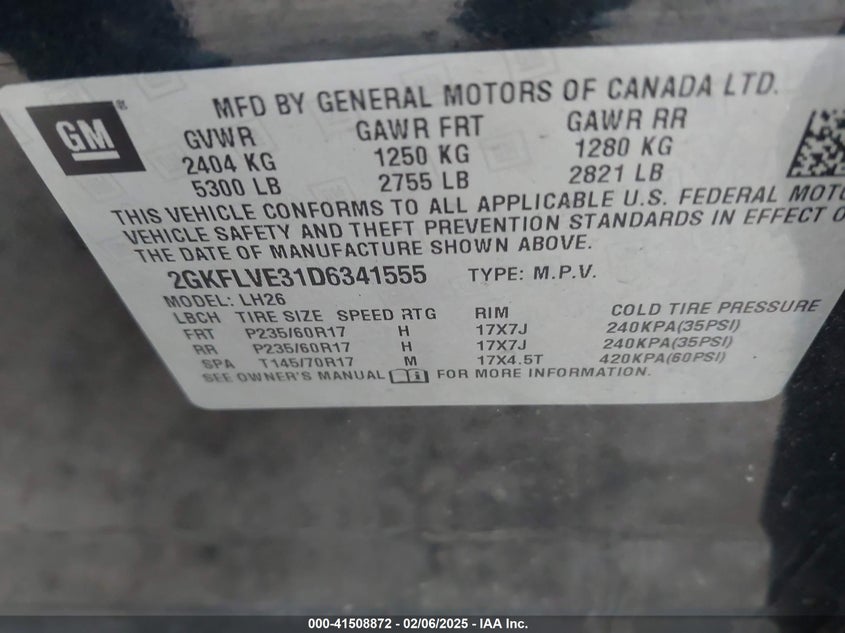 GM®
MFD BY GENERAL MOTORS OF CANADA LTD.
GVWR GAWR FRT GAWR RR
2404 KG 1250 KG 1280 KG
5300 LB 2755 LB 2821 LB
THIS VEHICLE CONFORMS TO ALL APPLICABLE U.S. FEDERAL MOTO
VEHICLE SAFETY AND THEFT PREVENTION STANDARDS IN EFFECT O
THE DATE OF MANUFACTURE SHOWN ABOVE.
2GKFLVE31D6341555 TYPE: M.P.V.
MODEL: LH26
LBCH TIRE SIZE SPEED RTG RIM COLD TIRE PRESSURE
FRT P235/60R17 H 17X7J 240KPA(35PSI)
RR P235/60R17 H 17X7J 240KPA(35PSI)
SPA T145/70R17 M 17X4.5T 420KPA(60PSI)
SEE OWNER'S MANUAL FOR MORE INFORMATION.
000-41508872 - 02/06/2025 - IAA Inc.